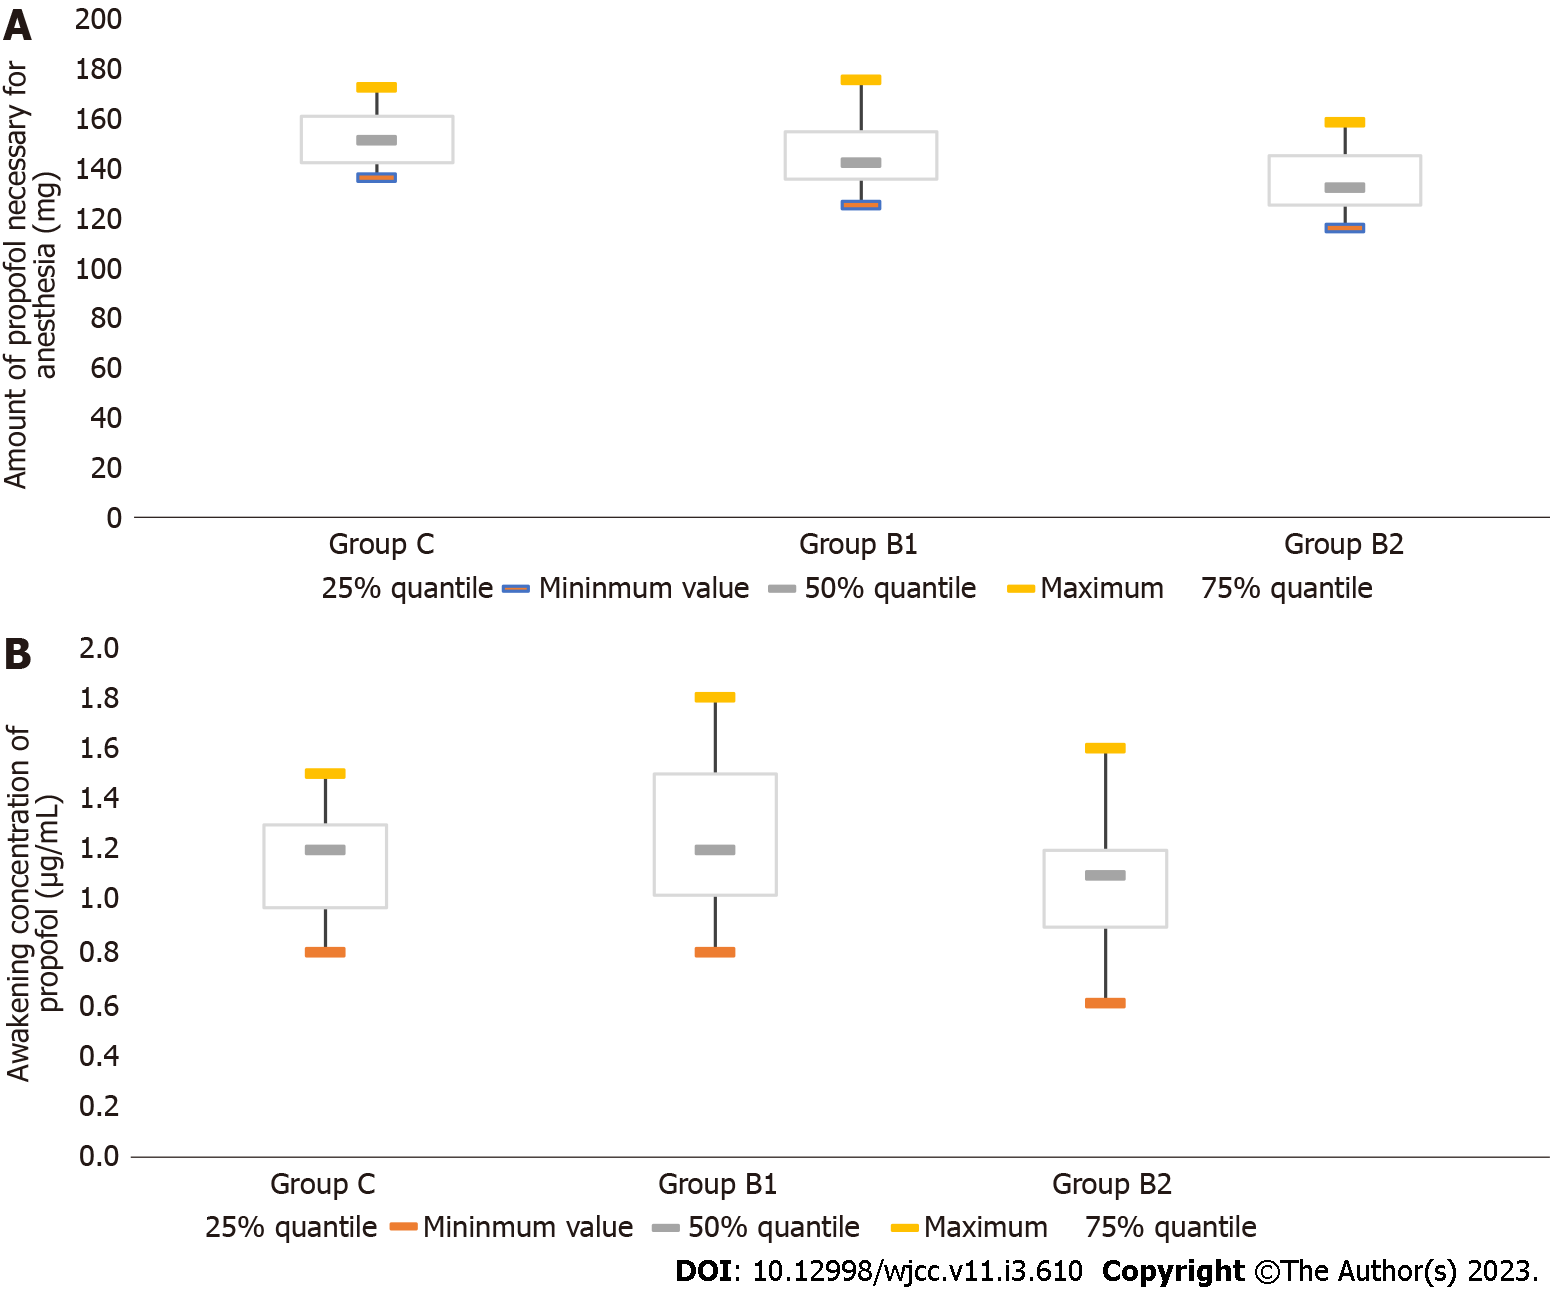 A
200
180
160
140
120
100
80
60
40
20
0
Amount of propofol necessary for
anesthesia (mg)
Group C Group B1 Group B2
25% quantile Mininmum value 50% quantile Maximum 75% quantile
B
2.0
1.8
1.6
1.4
1.2
1.0
0.8
0.6
0.4
0.2
0.0
Awakening concentration of
propofol (µg/mL)
Group C Group B1 Group B2
25% quantile Mininmum value 50% quantile Maximum 75% quantile
DOI: 10.12998/wjcc.v11.i3.610 Copyright ©The Author(s) 2023.